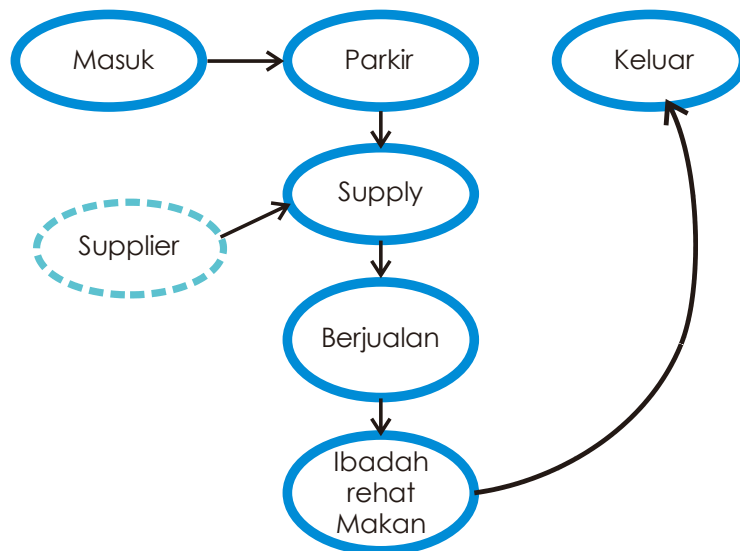 Masuk
Parkir
Keluar
Supply
Supplier
Berjualan
Ibadah
rehat
Makan